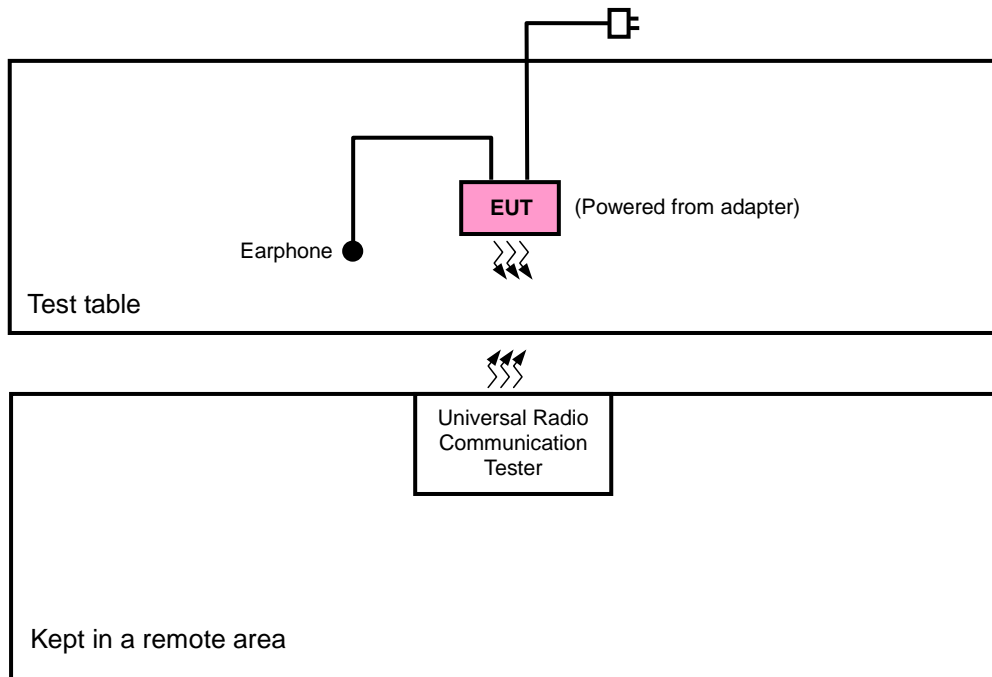 EUT
(Powered from adapter)
Earphone
Test table
Universal Radio
Communication
Tester
Kept in a remote area